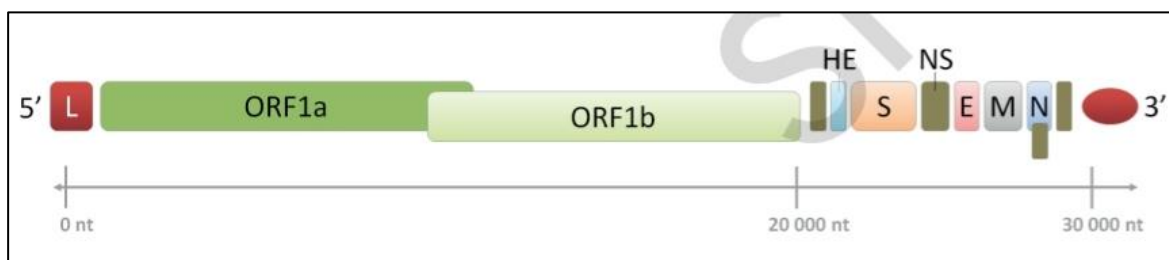 HE NS
5' L ORF1a ORF1b S E M N 3'
0 nt 20 000 nt 30 000 nt